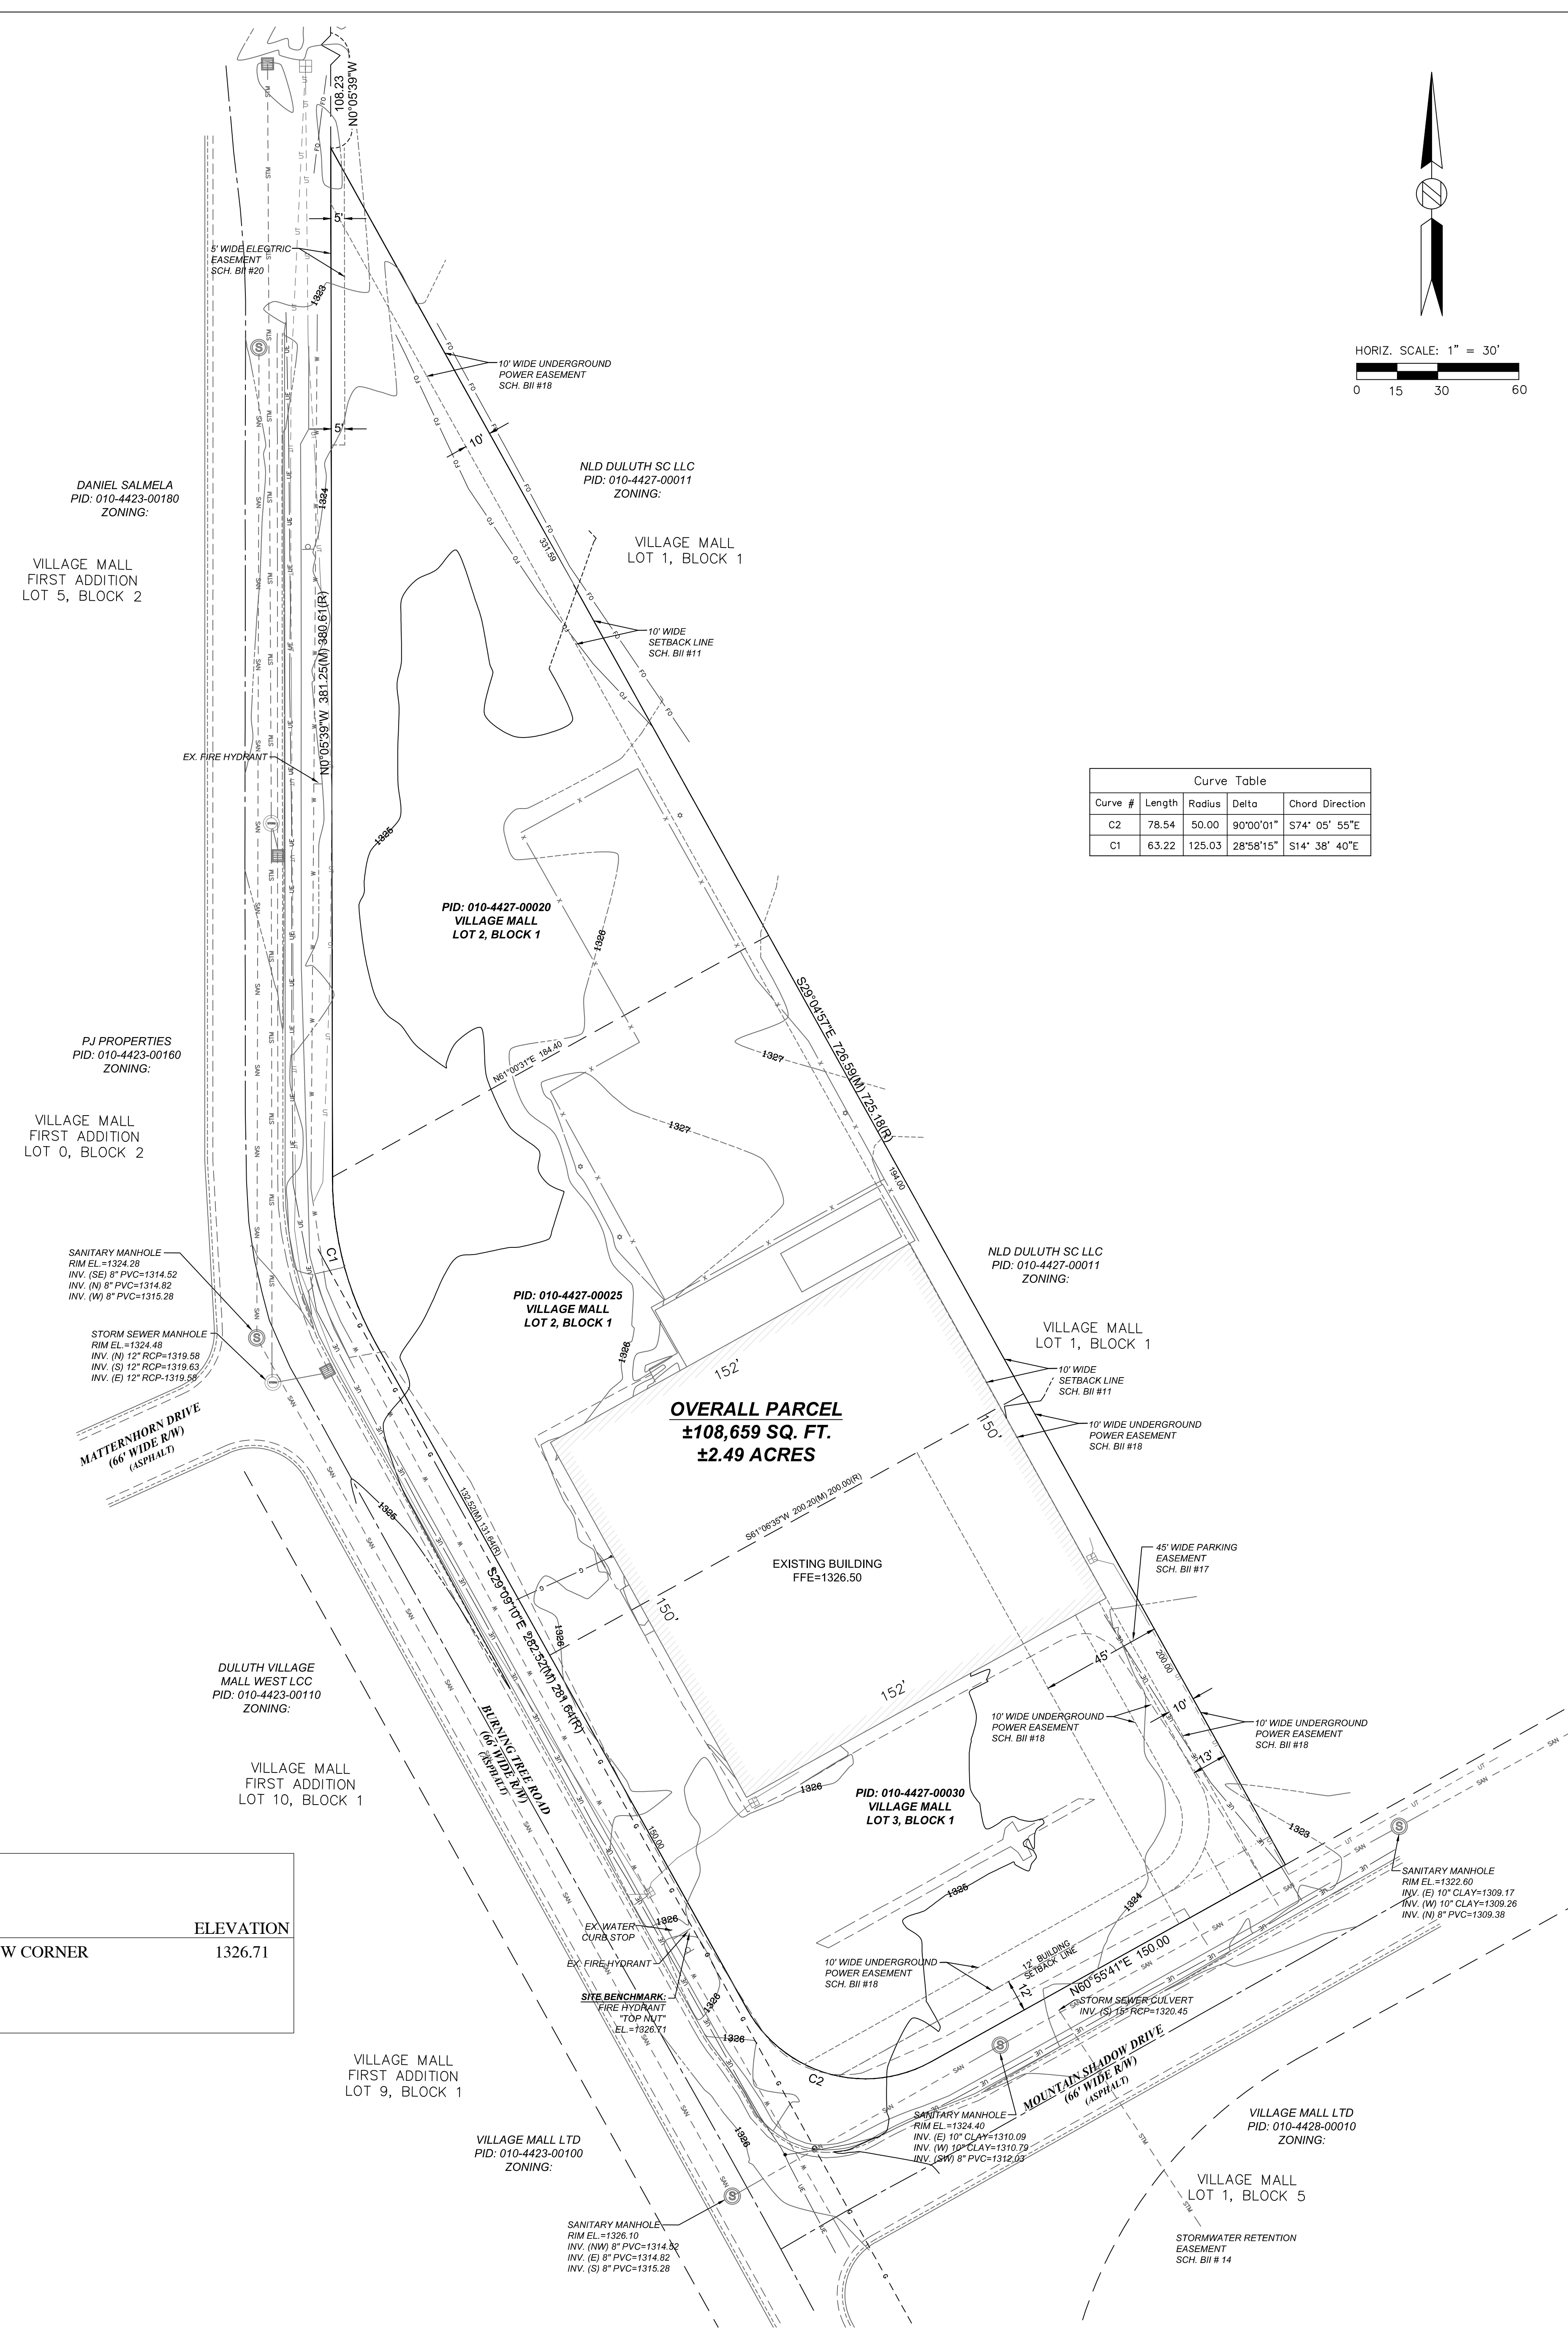 108.23
N0°05'39"W
5'
5' WIDE ELECTRIC
EASEMENT
SCH. BII #20
1323
HORIZ. SCALE: 1" = 30'
0 15 30 60
10' WIDE UNDERGROUND
POWER EASEMENT
SCH. BII #18
5'
10'
DANIEL SALMELA
PID: 010-4423-00180
ZONING:
NLD DULUTH SC LLC
PID: 010-4427-00011
ZONING:
1324
331.59
VILLAGE MALL
LOT 1, BLOCK 1
VILLAGE MALL
FIRST ADDITION
LOT 5, BLOCK 2
N0°05'39"W 381.25(M) 380.61(R)
10' WIDE
SETBACK LINE
SCH. BII #11
EX. FIRE HYDRANT
1325
Curve Table
Curve # Length Radius Delta Chord Direction
C2 78.54 50.00 90°00'01" S74° 05' 55"E
C1 63.22 125.03 28°58'15" S14° 38' 40"E
PID: 010-4427-00020
VILLAGE MALL
LOT 2, BLOCK 1
1326
S29°04'57"E 726.59(M) 725.18(R)
PJ PROPERTIES
PID: 010-4423-00160
ZONING:
N61°00'31"E 184.40
1327
1327
VILLAGE MALL
FIRST ADDITION
LOT 0, BLOCK 2
194.00
C1
SANITARY MANHOLE
RIM EL.=1324.28
INV. (SE) 8" PVC=1314.52
INV. (N) 8" PVC=1314.82
INV. (W) 8" PVC=1315.28
NLD DULUTH SC LLC
PID: 010-4427-00011
ZONING:
PID: 010-4427-00025
VILLAGE MALL
LOT 2, BLOCK 1
STORM SEWER MANHOLE
RIM EL.=1324.48
INV. (N) 12" RCP=1319.58
INV. (S) 12" RCP=1319.63
INV. (E) 12" RCP-1319.58
1326
VILLAGE MALL
LOT 1, BLOCK 1
152'
10' WIDE
SETBACK LINE
SCH. BII #11
OVERALL PARCEL
±108,659 SQ. FT.
±2.49 ACRES
150'
10' WIDE UNDERGROUND
POWER EASEMENT
SCH. BII #18
MATTERNHORN DRIVE
(66' WIDE R/W)
(ASPHALT)
1325
132.52(M) 131.64(R)
S61°06'35"W 200.20(M) 200.00(R)
EXISTING BUILDING
FFE=1326.50
45' WIDE PARKING
EASEMENT
SCH. BII #17
S29°09'10"E 282.52(M) 281.64(R)
150'
1326
45'
200.00
DULUTH VILLAGE
MALL WEST LCC
PID: 010-4423-00110
ZONING:
152'
10'
13'
BURNING TREE ROAD
(66' WIDE R/W)
(ASPHALT)
10' WIDE UNDERGROUND
POWER EASEMENT
SCH. BII #18
10' WIDE UNDERGROUND
POWER EASEMENT
SCH. BII #18
VILLAGE MALL
FIRST ADDITION
LOT 10, BLOCK 1
1326
PID: 010-4427-00030
VILLAGE MALL
LOT 3, BLOCK 1
150.00
1323
SANITARY MANHOLE
RIM EL.=1322.60
INV. (E) 10" CLAY=1309.17
INV. (W) 10" CLAY=1309.26
INV. (N) 8" PVC=1309.38
1325
1324
ELEVATION
W CORNER 1326.71
1326
EX. WATER
CURB STOP
EX. FIRE HYDRANT
12' BUILDING
SETBACK LINE
12'
N60°55'41"E 150.00
10' WIDE UNDERGROUND
POWER EASEMENT
SCH. BII #18
SITE BENCHMARK:
FIRE HYDRANT
"TOP NUT"
EL.=1326.71
1326
1326
STORM SEWER CULVERT
INV. (S) 15" RCP=1320.45
MOUNTAIN SHADOW DRIVE
(66' WIDE R/W)
(ASPHALT)
C2
VILLAGE MALL
FIRST ADDITION
LOT 9, BLOCK 1
SANITARY MANHOLE
RIM EL.=1324.40
INV. (E) 10" CLAY=1310.09
INV. (W) 10" CLAY=1310.79
INV. (SW) 8" PVC=1312.03
VILLAGE MALL LTD
PID: 010-4428-00010
ZONING:
1326
VILLAGE MALL LTD
PID: 010-4423-00100
ZONING:
VILLAGE MALL
LOT 1, BLOCK 5
SANITARY MANHOLE
RIM EL.=1326.10
INV. (NW) 8" PVC=1314.52
INV. (E) 8" PVC=1314.82
INV. (S) 8" PVC=1315.28
STORMWATER RETENTION
EASEMENT
SCH. BII # 14